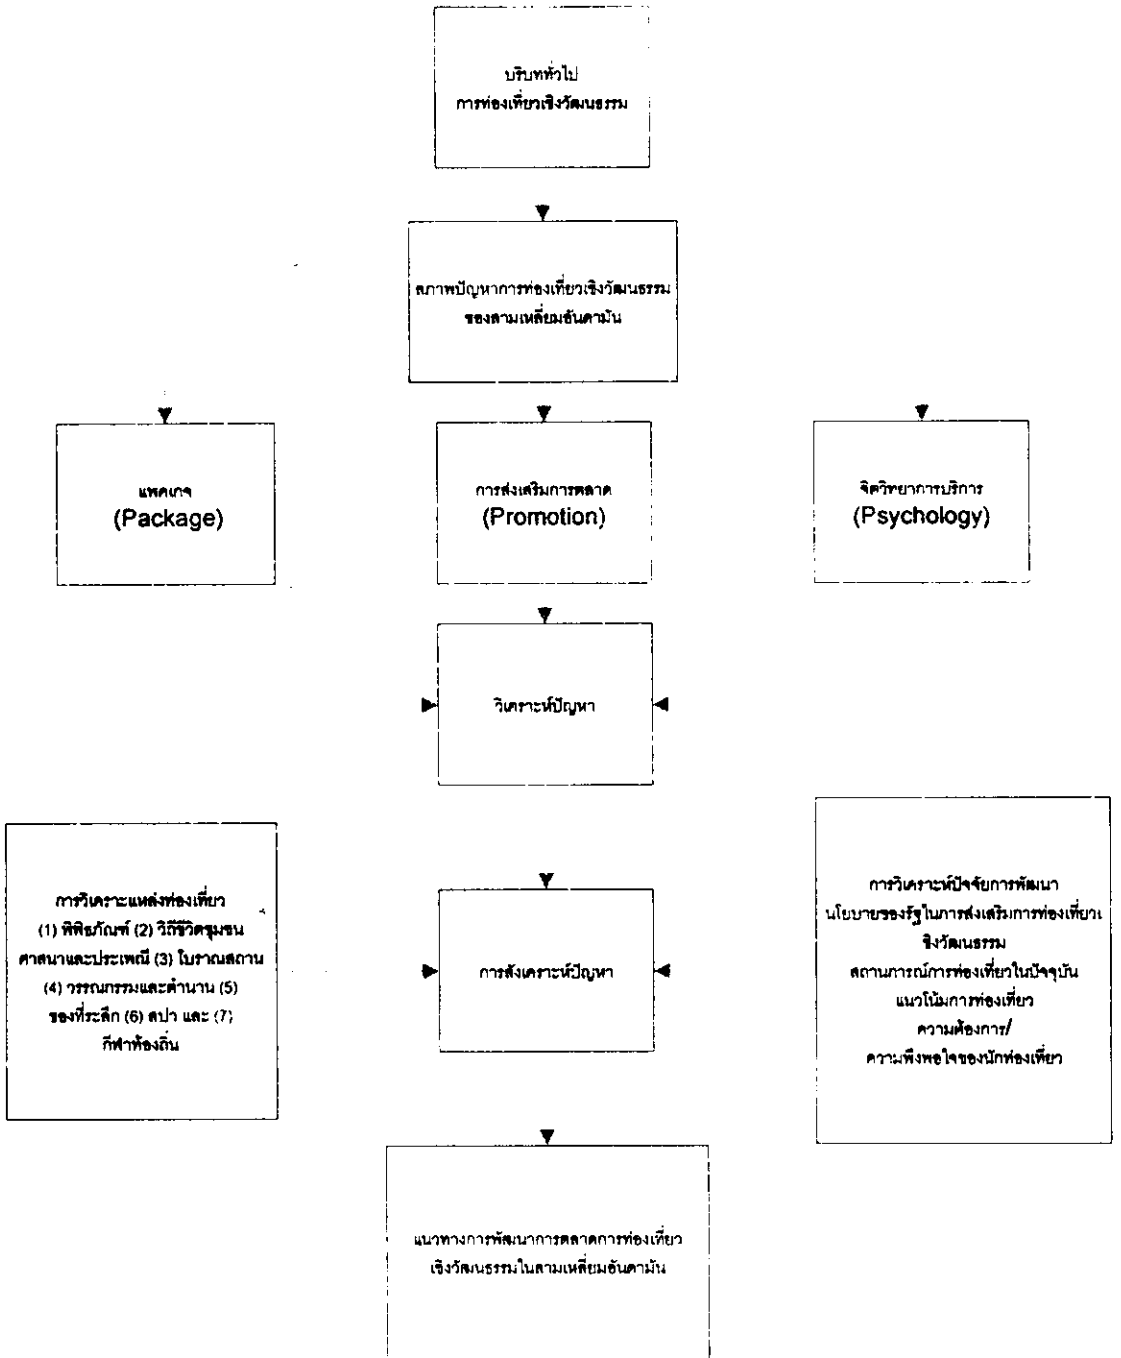 บริบททั่วไป
การท่องเที่ยวเชิงวัฒนธรรม
สภาพปัญหาการท่องเที่ยวเชิงวัฒนธรรม
ของสามเหลี่ยมอันดามัน
แพคเกจ
(Package)
การส่งเสริมการตลาด
(Promotion)
จิตวิทยาการบริการ
(Psychology)
วิเคราะห์ปัญหา
การวิเคราะแหล่งท่องเที่ยว
(1) พิพิธภัณฑ์ (2) วิถีชีวิตชุมชน
ศาสนาและประเพณี (3) โบราณสถาน
(4) วรรณกรรมและตำนาน (5)
ของที่ระลึก (6) สปา และ (7)
กีฬาท้องถิ่น
การสังเคราะห์ปัญหา
การวิเคราะห์ปัจจัยการพัฒนา
นโยบายของรัฐในการส่งเสริมการท่องเที่ยวเ
ชิงวัฒนธรรม
สถานการณ์การท่องเที่ยวในปัจจุบัน
แนวโน้มการท่องเที่ยว
ความต้องการ/
ความพึงพอใจของนักท่องเที่ยว
แนวทางการพัฒนาการตลาดการท่องเที่ยว
เชิงวัฒนธรรมในสามเหลี่ยมอันดามัน